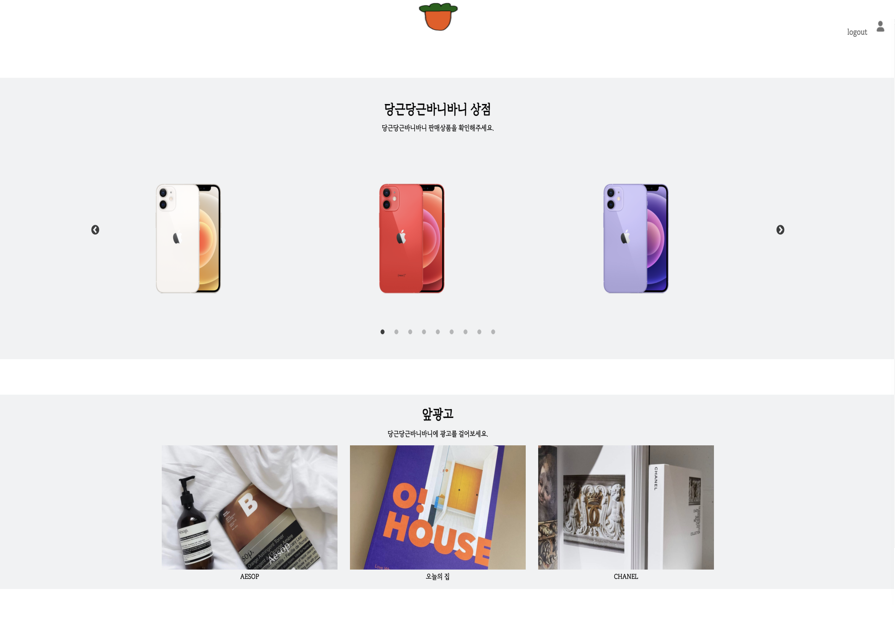 logout
당근당근바니바니 상점
당근당근바니바니 판매상품을 확인해주세요.
앞광고
당근당근바니바니에 광고를 걸어보세요.
B
Aesop
O!
HOUSE
CHANEL
AESOP
오늘의 집
CHANEL